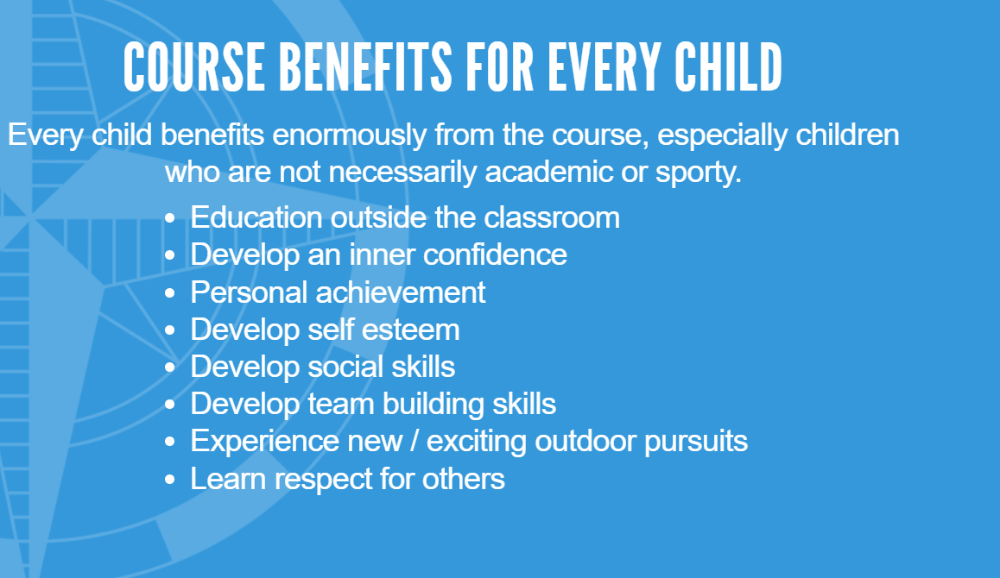 COURSE BENEFITS FOR EVERY CHILD
Every child benefits enormously from the course, especially children
who are not necessarily academic or sporty.
• Education outside the classroom
• Develop an inner confidence
• Personal achievement
• Develop self esteem
• Develop social skills
• Develop team building skills
• Experience new / exciting outdoor pursuits
• Learn respect for others